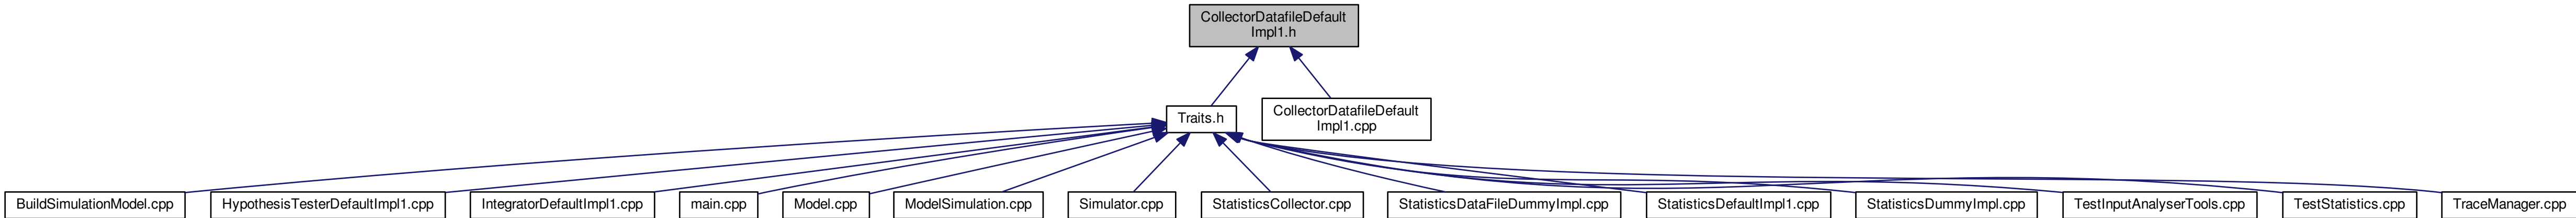 CollectorDatafileDefault
Impl1.h
Traits.h
CollectorDatafileDefault
Impl1.cpp
BuildSimulationModel.cpp
HypothesisTesterDefaultImpl1.cpp
IntegratorDefaultImpl1.cpp
main.cpp
Model.cpp
ModelSimulation.cpp
Simulator.cpp
StatisticsCollector.cpp
StatisticsDataFileDummyImpl.cpp
StatisticsDefaultImpl1.cpp
StatisticsDummyImpl.cpp
TestInputAnalyserTools.cpp
TestStatistics.cpp
TraceManager.cpp